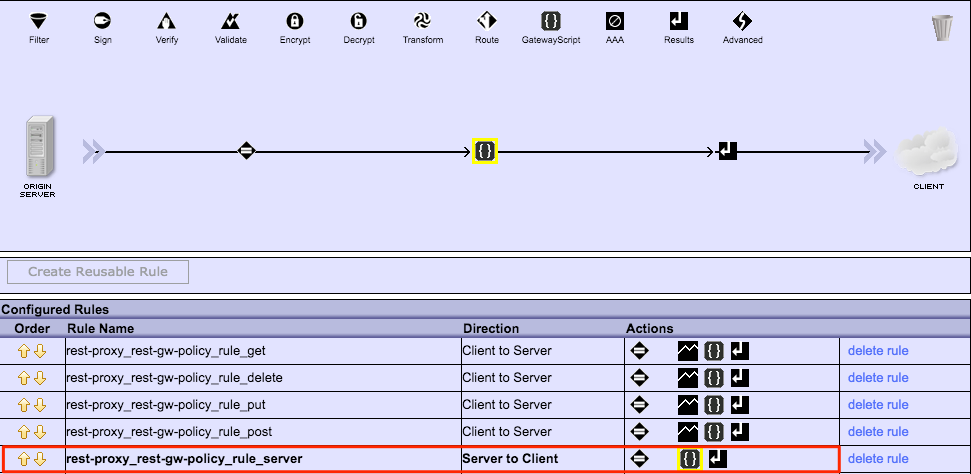 Filter Sign Verify Validate Encrypt Decrypt Transform Route GatewayScript AAA Results Advanced
ORIGIN
SERVER
CLIENT
Create Reusable Rule
Configured Rules
Order Rule Name Direction Actions
rest-proxy_rest-gw-policy_rule_get Client to Server delete rule
rest-proxy_rest-gw-policy_rule_delete Client to Server delete rule
rest-proxy_rest-gw-policy_rule_put Client to Server delete rule
rest-proxy_rest-gw-policy_rule_post Client to Server delete rule
rest-proxy_rest-gw-policy_rule_server Server to Client delete rule